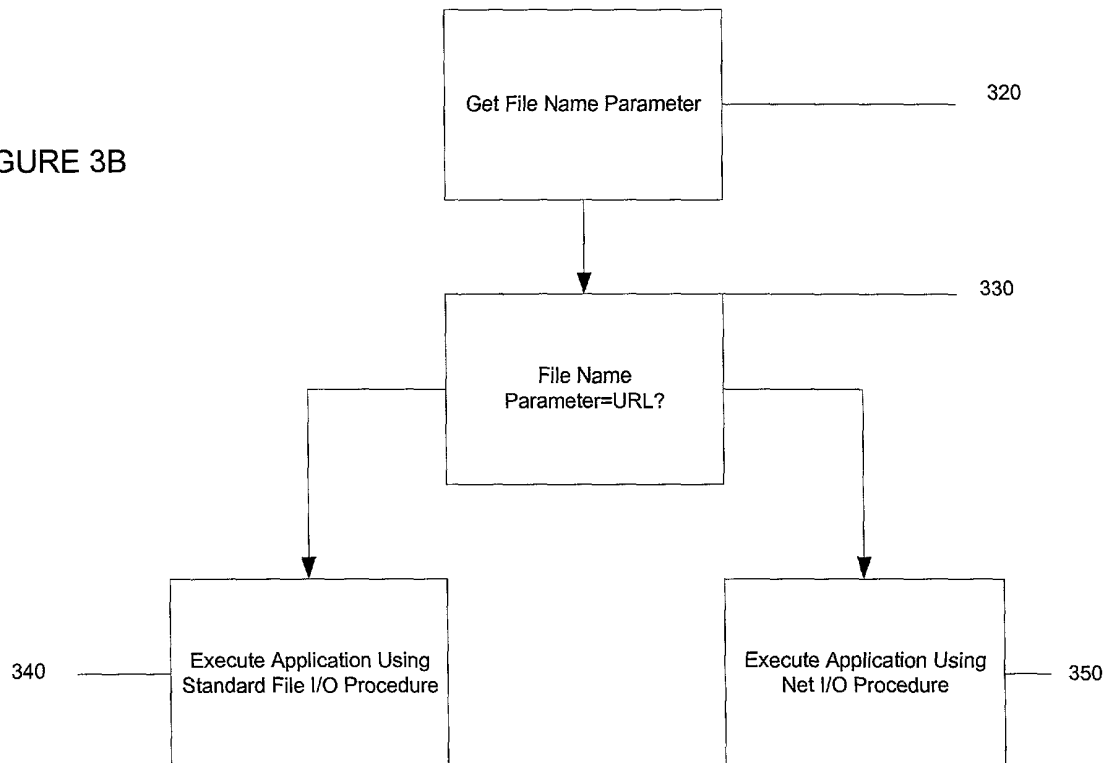 Get File Name Parameter
320
GURE 3B
330
File Name
Parameter=URL?
Execute Application Using
Standard File I/O Procedure
340
Execute Application Using
Net I/O Procedure
350